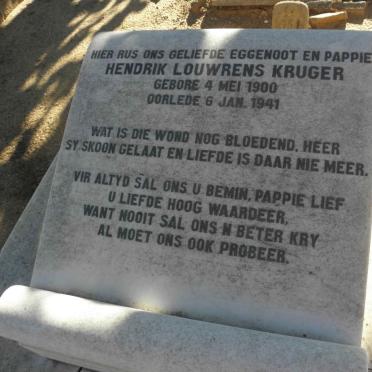 HIER RUS ONS GELIEFDE EGGENOOT EN PAPPIE
HENDRIK LOUWRENS KRUGER
GEBORE 4 MEI 1900
OORLEDE 6 JAN. 1941
WAT IS DIE WOND NOG BLOEDEND, HEER
SY SKOON GELAAT EN LIEFDE IS DAAR NIE MEER.
VIR ALTYD SAL ONS U BEMIN, PAPPIE LIEF
U LIEFDE HOOG WAARDEER,
WANT NOOIT SAL ONS N BETER KRY
AL MOET ONS OOK PROBEER.